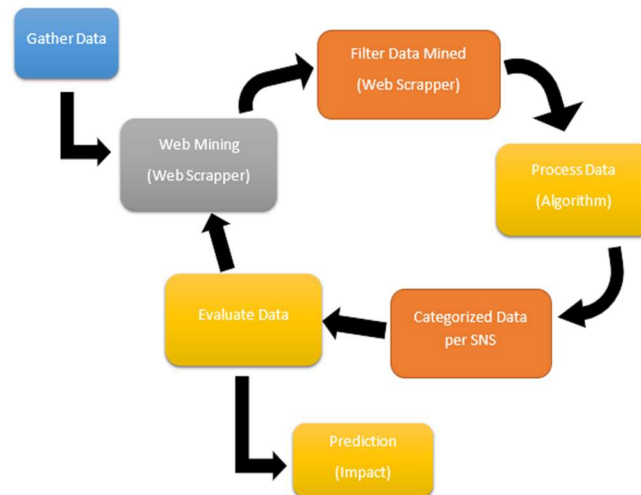 Gather Data
Filter Data Mined
(Web Scrapper)
Web Mining
(Web Scrapper)
Process Data
(Algorithm)
Categorized Data
per SNS
Evaluate Data
Prediction
(Impact)